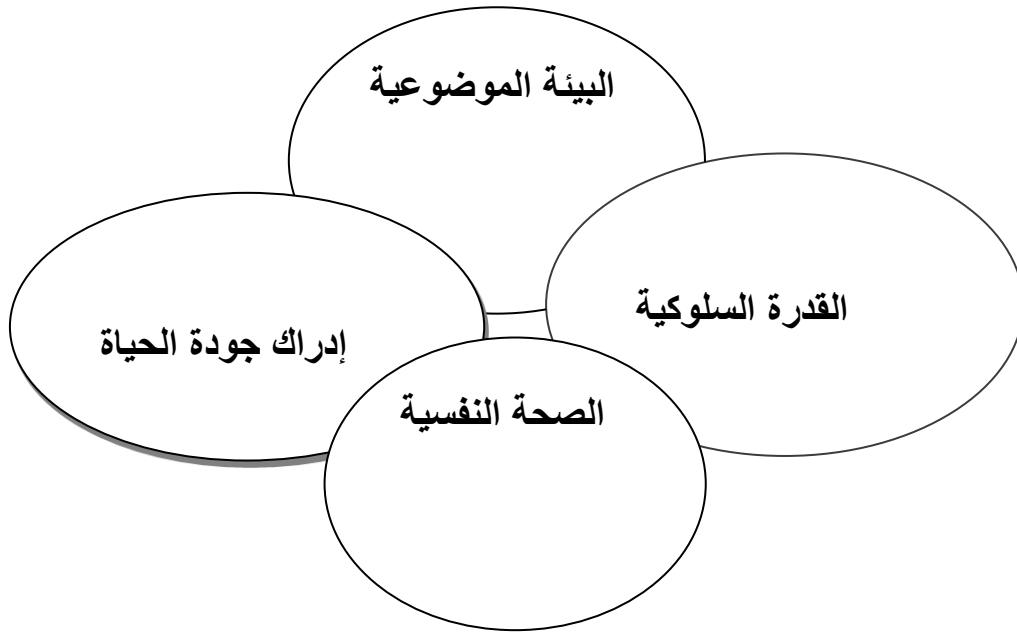 البيئة الموضوعية
القدرة السلوكية
إدراك جودة الحياة
الصحة النفسية